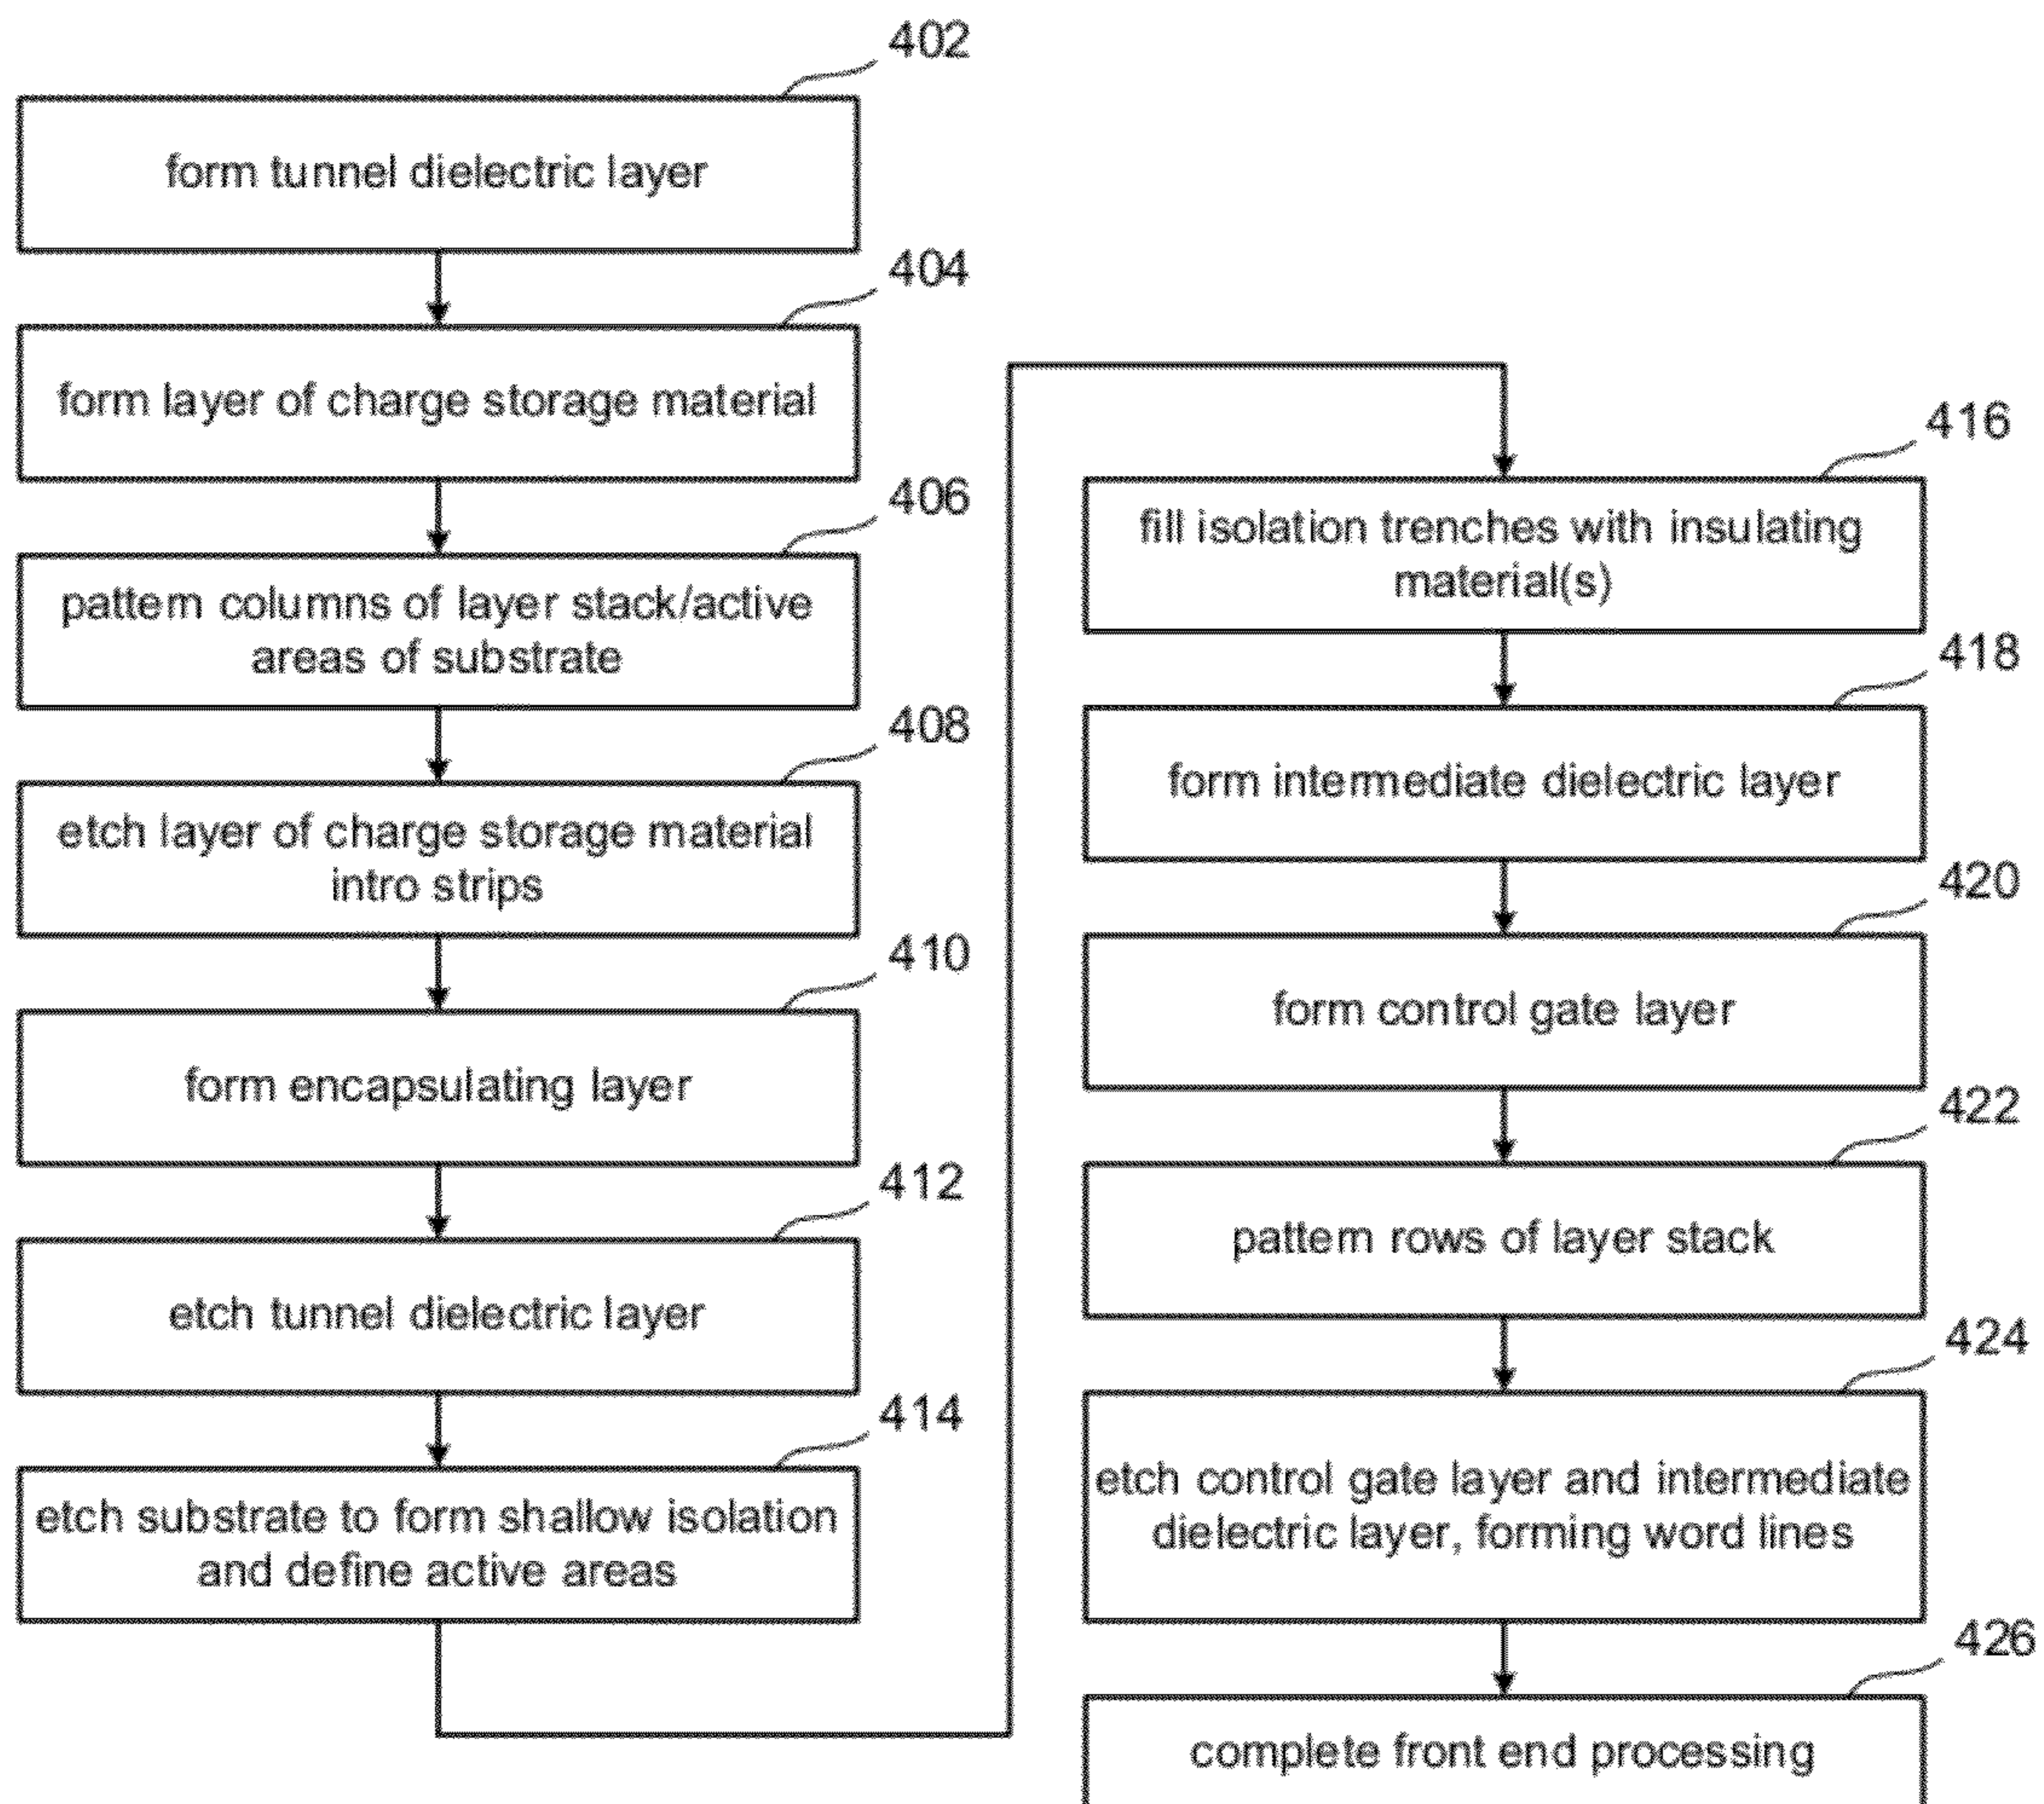 402
form tunnel dielectric layer
404
form layer of charge storage material
406
pattern columns of layer stack/active
areas of substrate
408
etch layer of charge storage material
intro strips
410
form encapsulating layer
412
etch tunnel dielectric layer
414
etch substrate to form shallow isolation
and define active areas
416
fill isolation trenches with insulating
material(s)
418
form intermediate dielectric layer
420
form control gate layer
422
pattern rows of layer stack
424
etch control gate layer and intermediate
dielectric layer, forming word lines
426
complete front end processing